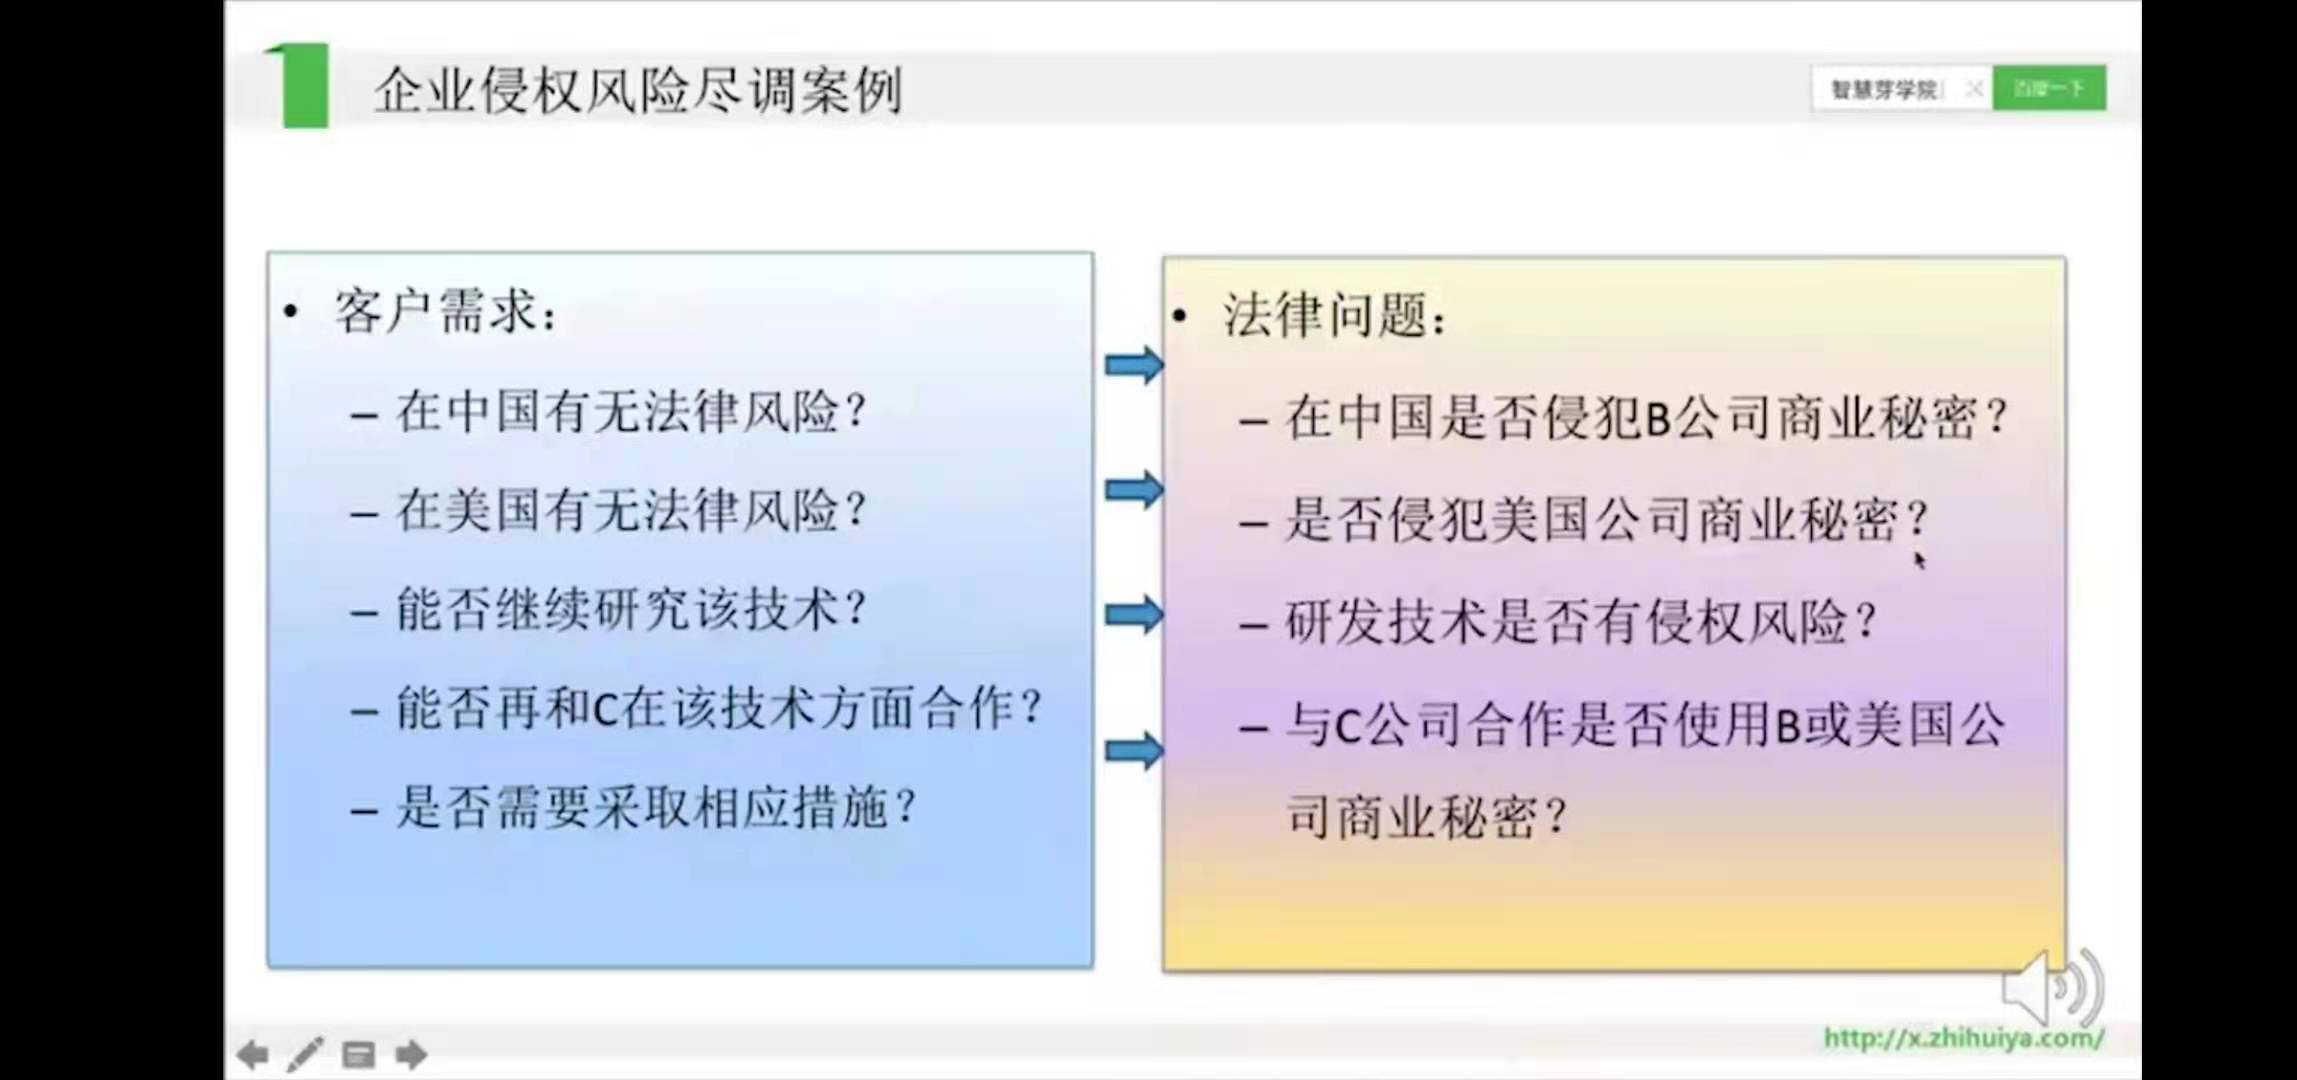 企业侵权风险尽调案例
智慧芽学院
百度一下
• 客户需求：
– 在中国有无法律风险？
– 在美国有无法律风险？
– 能否继续研究该技术？
– 能否再和C在该技术方面合作？
– 是否需要采取相应措施？
• 法律问题：
– 在中国是否侵犯B公司商业秘密？
– 是否侵犯美国公司商业秘密？
– 研发技术是否有侵权风险？
– 与C公司合作是否使用B或美国公
司商业秘密？
http://x.zhihuiya.com/